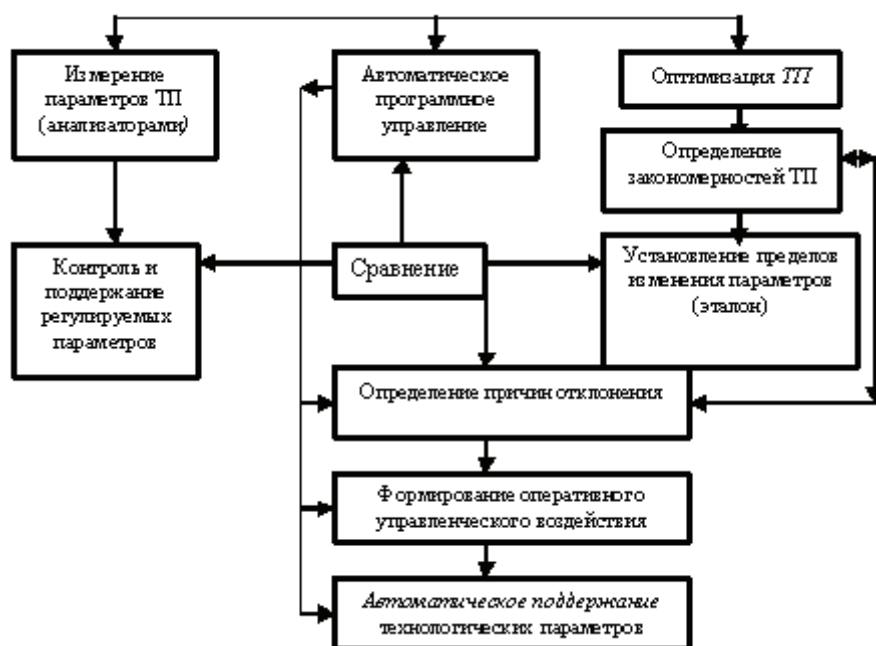 Измерение
параметров ТП
(анализаторами)
Автоматическое
программное
управление
Оптимизация ТП
Определение
закономерностей ТП
Контроль и
поддержание
регулируемых
параметров
Сравнение
Установление пределов
изменения параметров
(эталон)
Определение причин отклонения
Формирование оперативного
управленческого воздействия
Автоматическое поддержание
технологических параметров